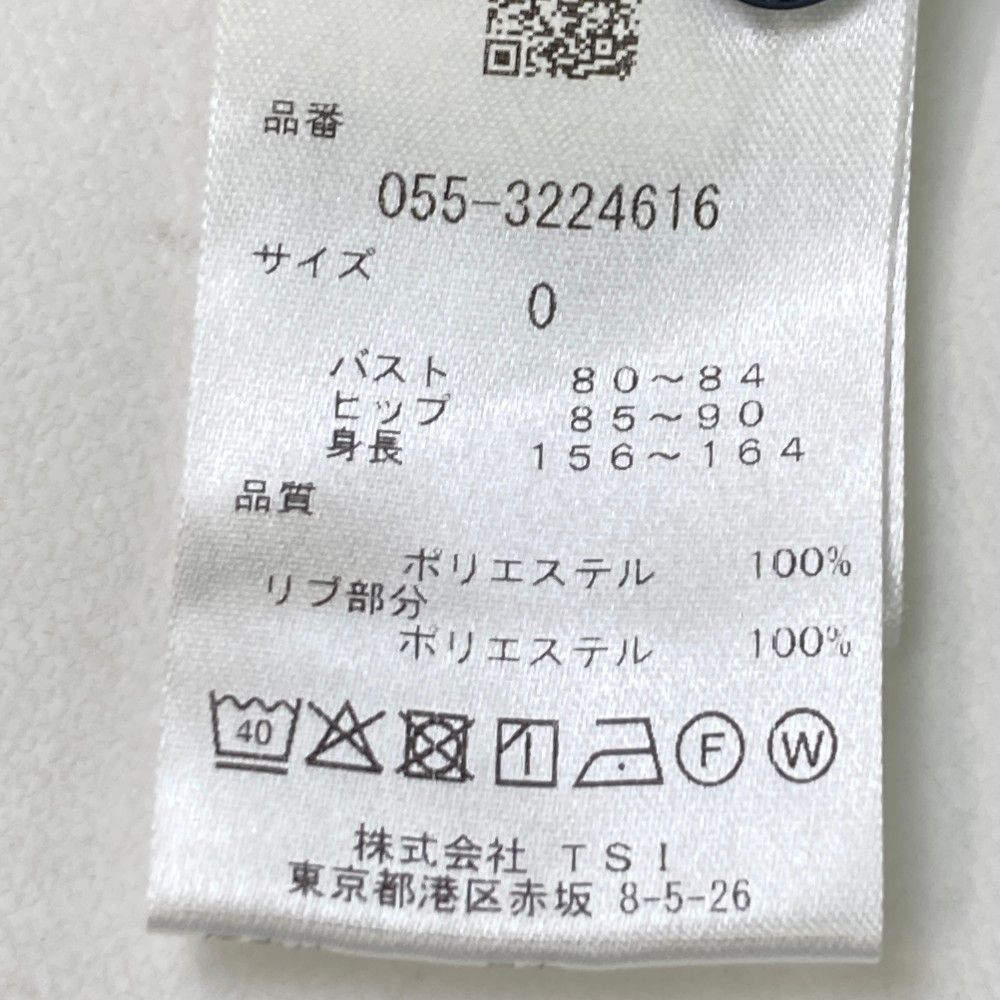 品番
055-3224616
サイズ
0
バスト 80～84
ヒップ 85～90
身長 156～164
品質
ポリエステル 100%
リブ部分
ポリエステル 100%
40 F W
株式会社 TSI
東京都港区赤坂 8-5-26